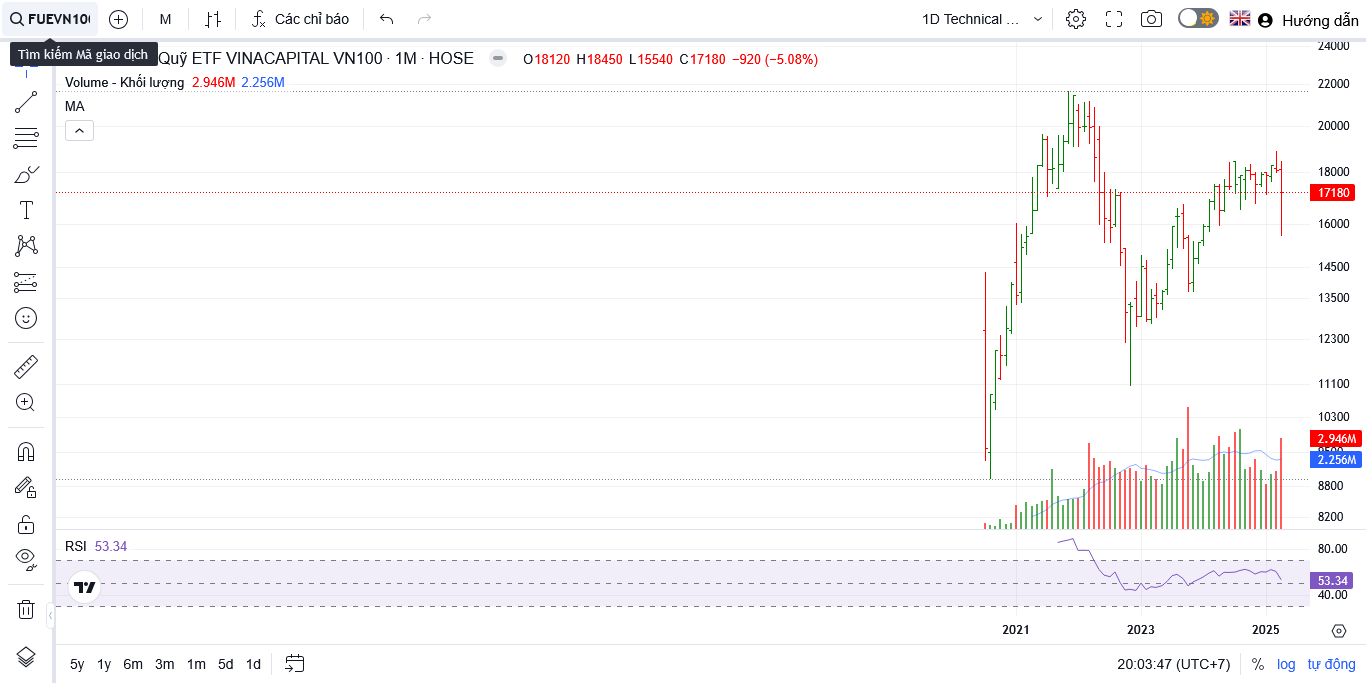 FUEVN100
M
Các chỉ báo
1D Technical ...
Hướng dẫn
Tìm kiếm Mã giao dịch
Quỹ ETF VINACAPITAL VN100 · 1M · HOSE
O18120 H18450 L15540 C17180 −920 (−5.08%)
Volume - Khối lượng 2.946M 2.256M
MA
24000
22000
20000
18000
17180
16000
14500
13500
12300
11100
10300
2.946M
2.256M
8800
8200
RSI 53.34
80.00
53.34
40.00
2021 2023 2025
5y 1y 6m 3m 1m 5d 1d
20:03:47 (UTC+7) % log tự động